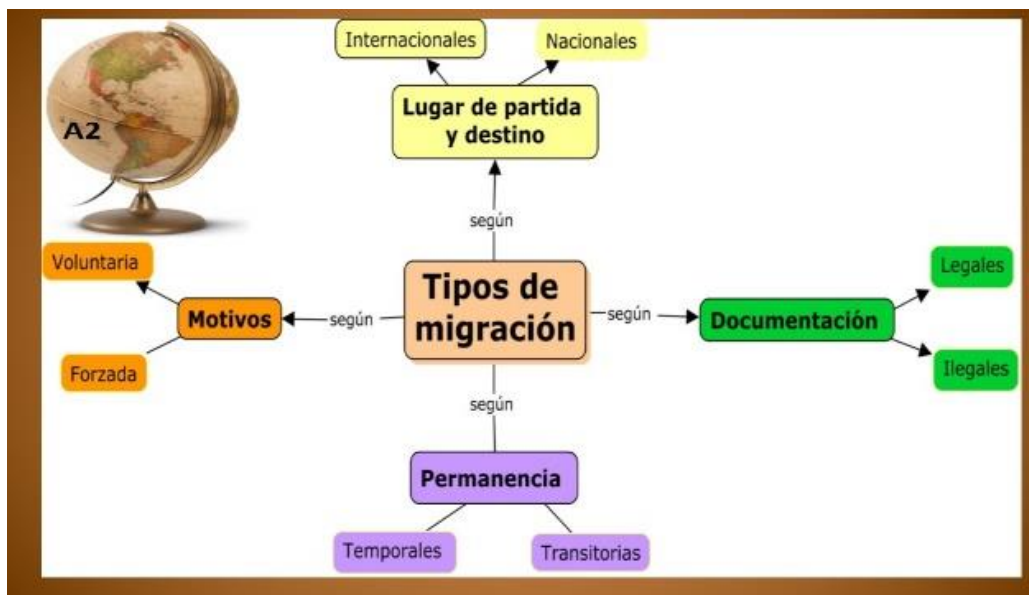 Internacionales
Nacionales
Lugar de partida
y destino
A2
según
Voluntaria
Legales
Tipos de
migración
Motivos
según
según
Documentación
Forzada
Ilegales
según
Permanencia
Temporales
Transitorias